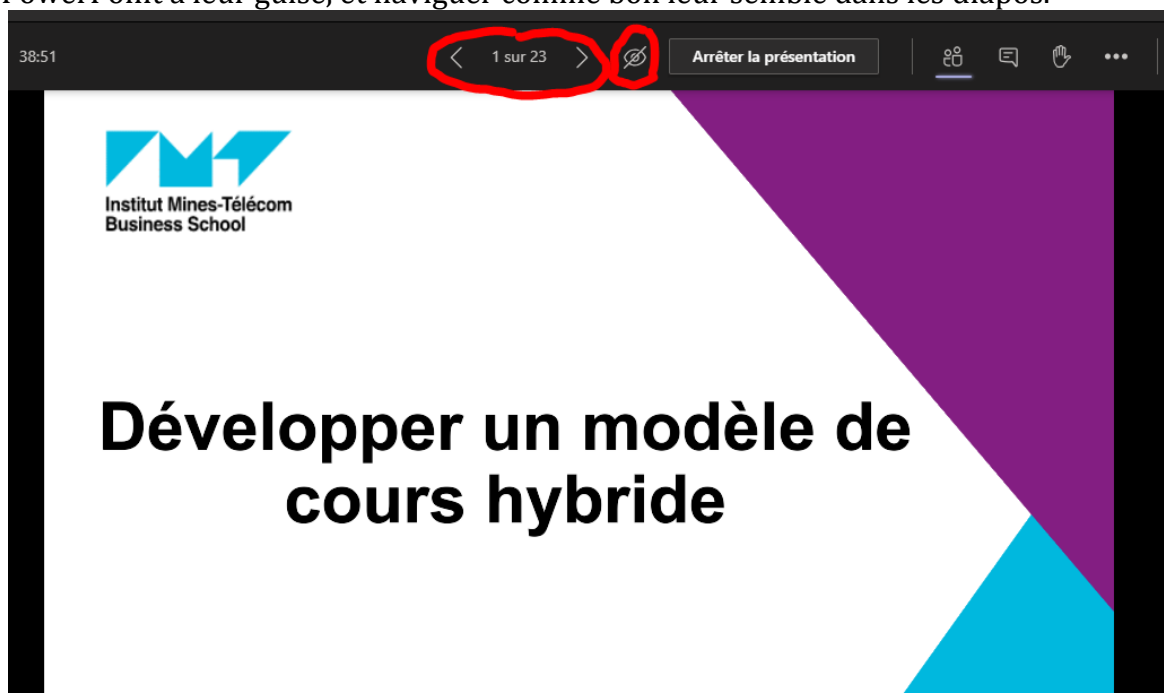 PowerPoint à leur guise, et naviguer comme bon leur semble dans les diapos.
38:51
1 sur 23
Arrêter la présentation
Institut Mines-Télécom
Business School
Développer un modèle de
cours hybride